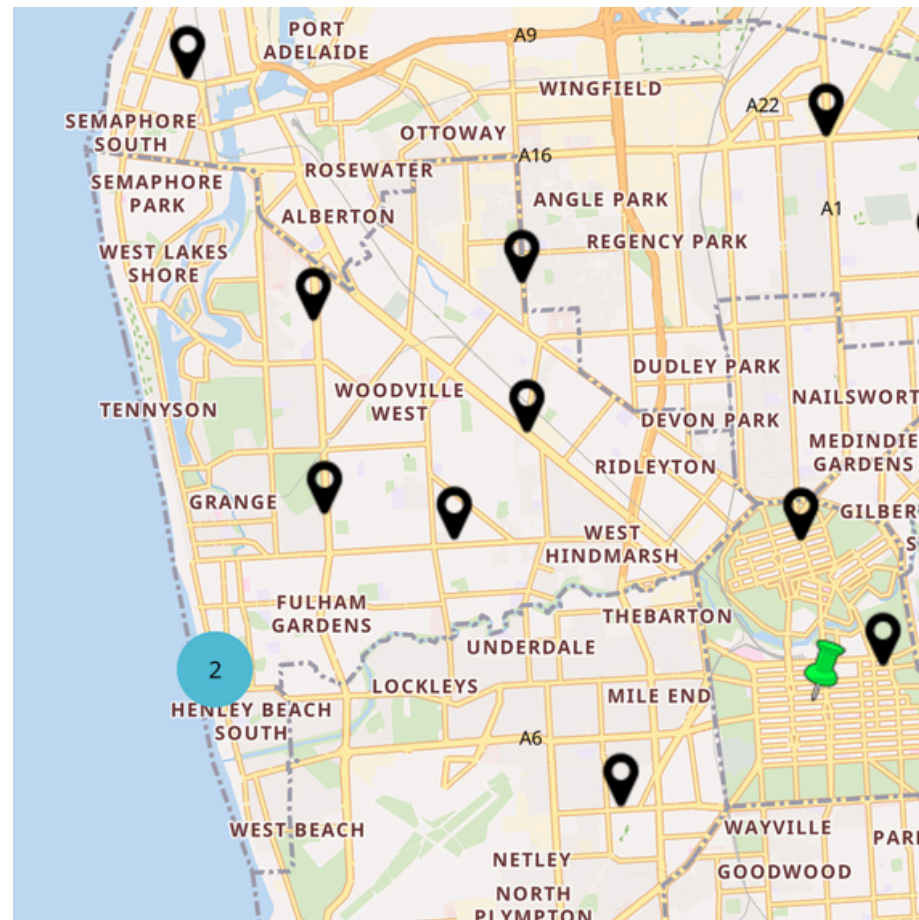 PORT
ADELAIDE
A9
WINGFIELD
A22
SEMAPHORE
SOUTH
OTTOWAY
A16
ROSEWATER
SEMAPHORE
PARK
ALBERTON
ANGLE PARK
A1
REGENCY PARK
WEST LAKES
SHORE
DUDLEY PARK
WOODVILLE
WEST
NAILSWORT
TENNYSON
DEVON PARK
MEDINDIE
GARDENS
RIDLEYTON
GRANGE
GILBER
WEST
HINDMARSH
S
FULHAM
GARDENS
THEBARTON
UNDERDALE
2
LOCKLEYS
MILE END
HENLEY BEACH
SOUTH
A6
WEST BEACH
WAYVILLE
PAR
NETLEY
GOODWOOD
NORTH
PLYMPTON